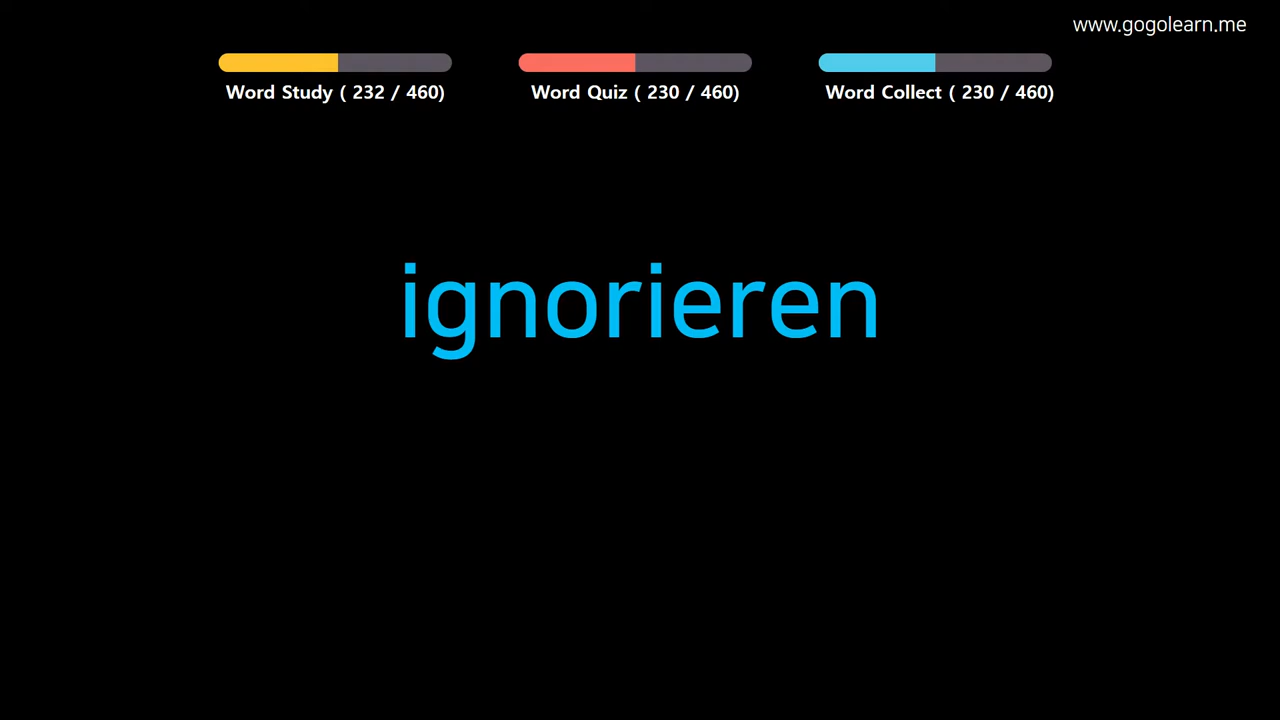 www.gogolearn.me
Word Study ( 232 / 460)
Word Quiz ( 230 / 460)
Word Collect ( 230 / 460)
ignorieren